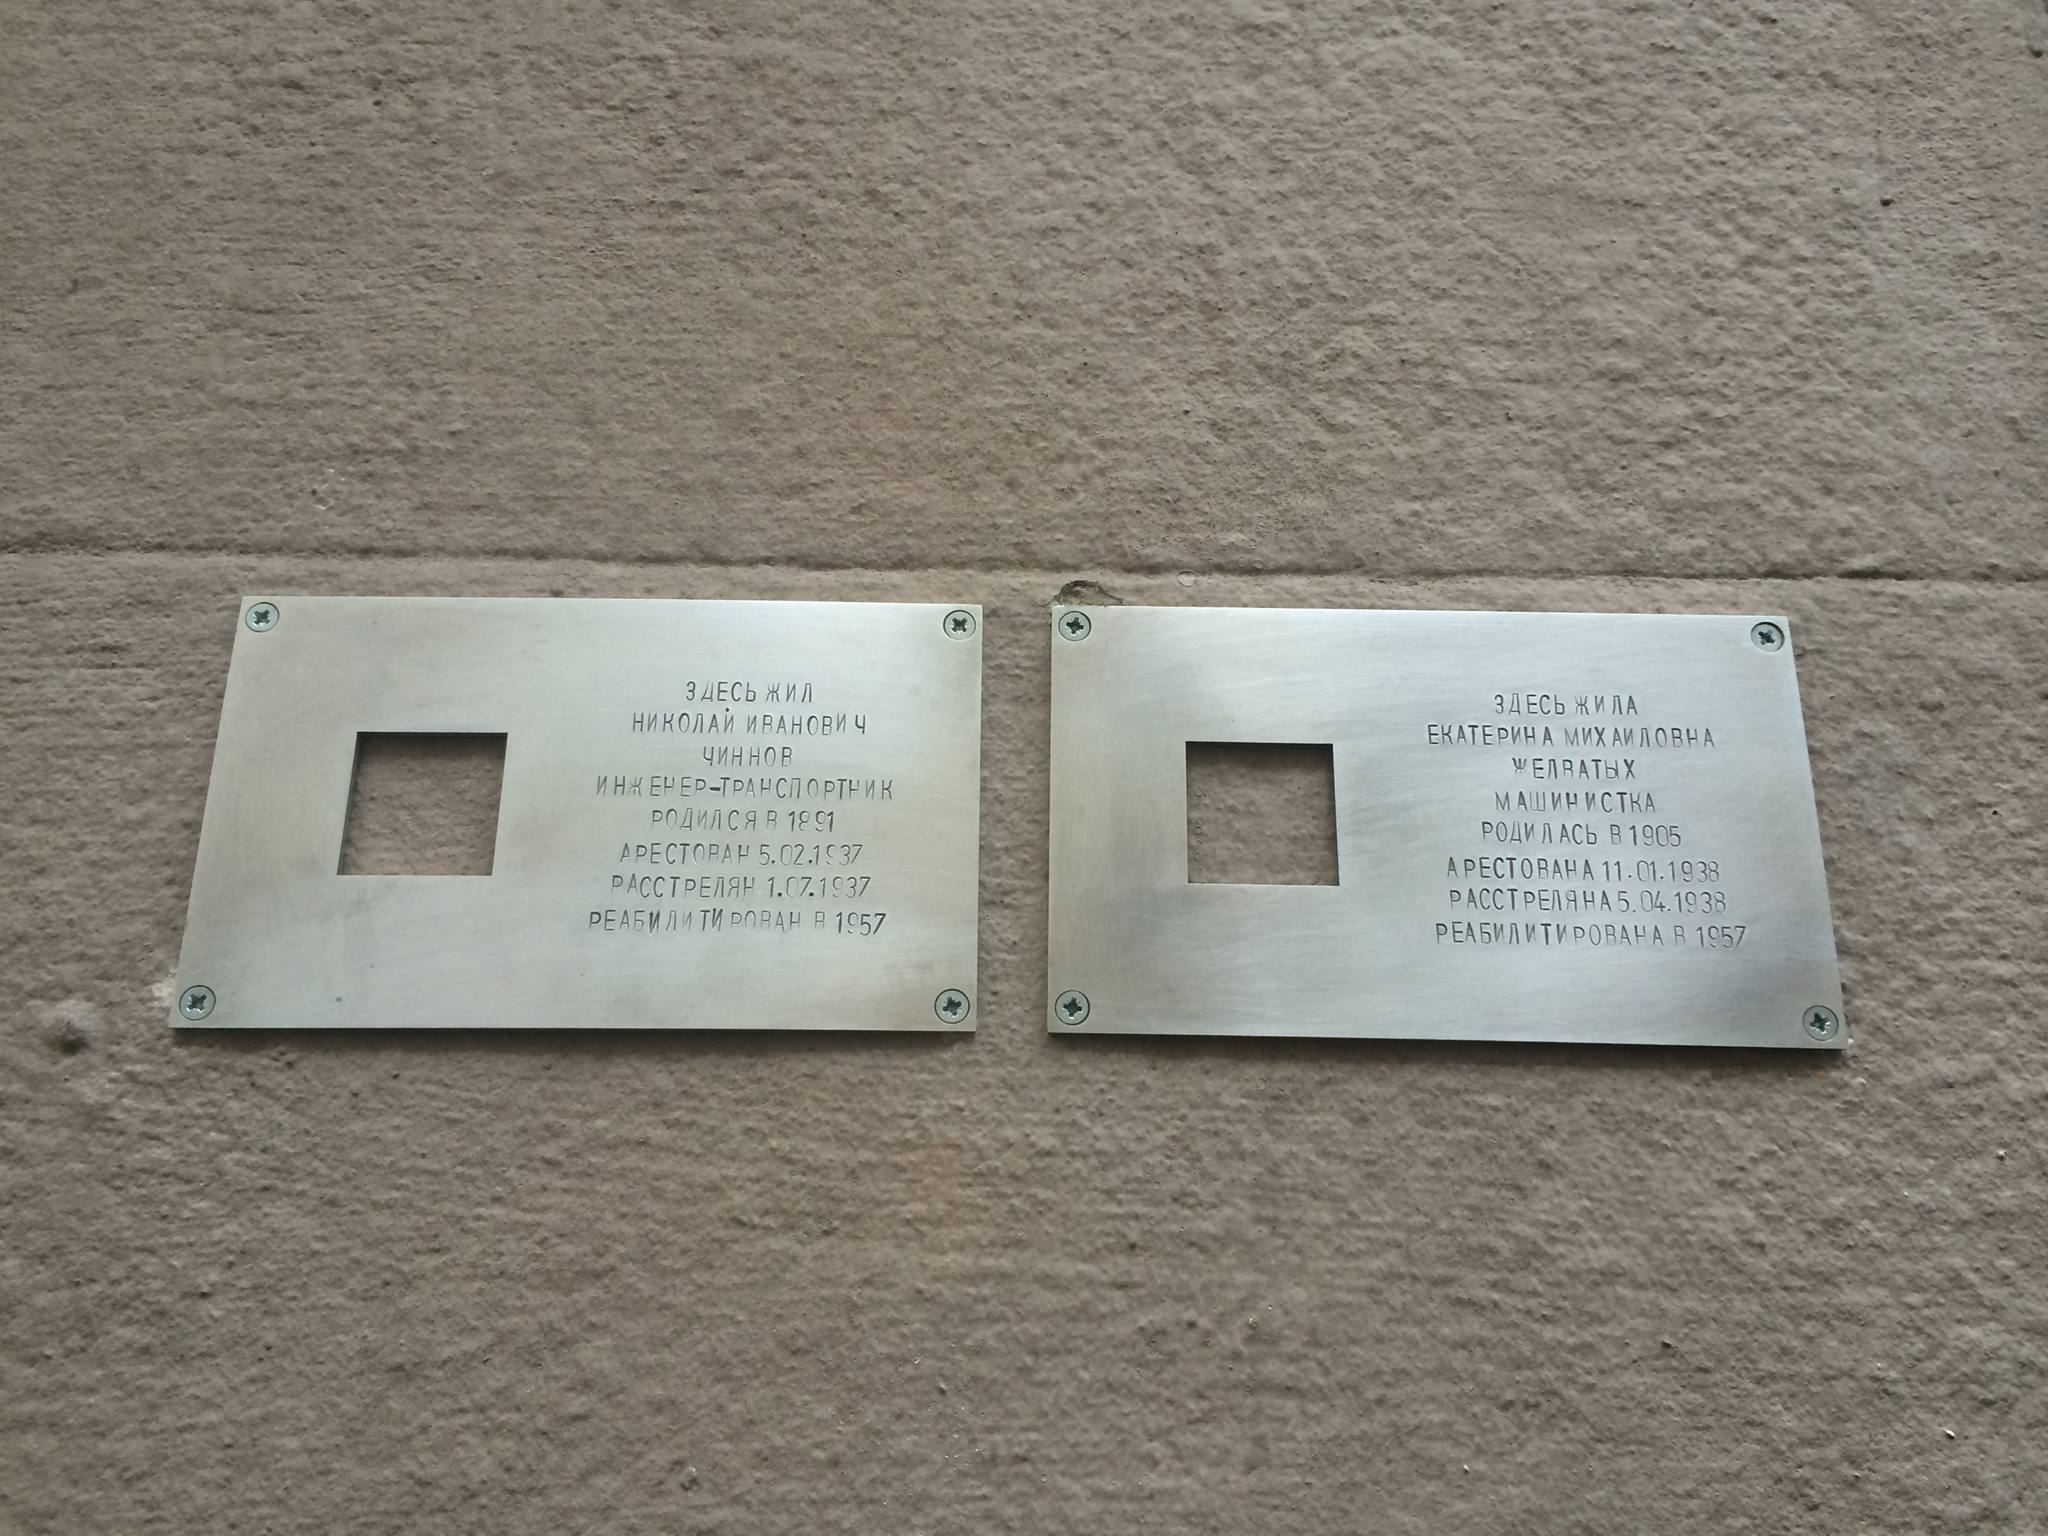 ЗДЕСЬ ЖИЛ
НИКОЛАЙ ИВАНОВИЧ
ЧИННОВ
ИНЖЕНЕР-ТРАНСПОРТНИК
РОДИЛСЯ В 1891
АРЕСТОВАН 5.02.1937
РАССТРЕЛЯН 1.07.1937
РЕАБИЛИТИРОВАН В 1957
ЗДЕСЬ ЖИЛА
ЕКАТЕРИНА МИХАИЛОВНА
ЖЕЛВАТЫХ
МАШИНИСТКА
РОДИЛАСЬ В 1905
АРЕСТОВАНА 11.01.1938
РАССТРЕЛЯНА 5.04.1938
РЕАБИЛИТИРОВАНА В 1957